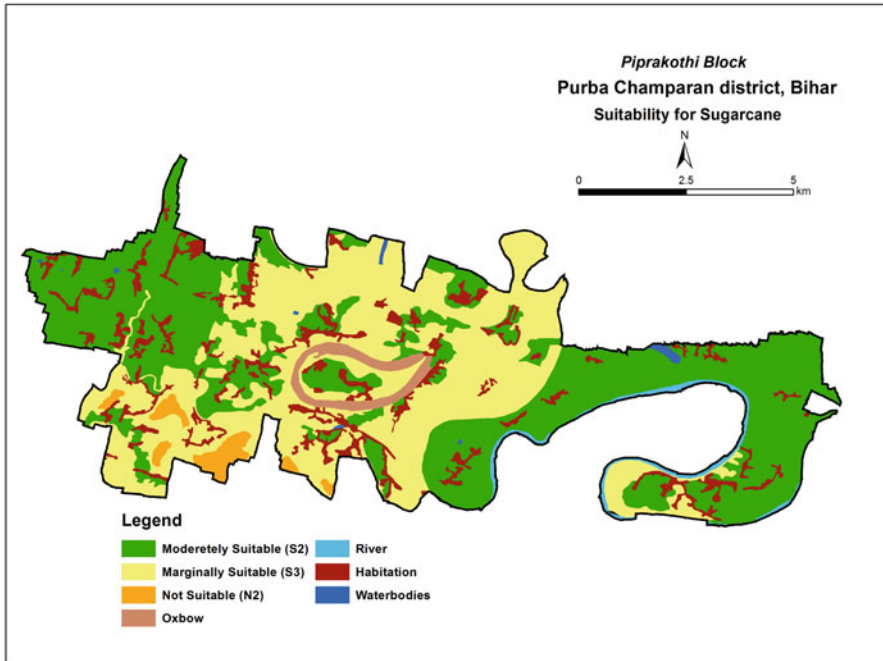 Piprakothi Block
Purba Champaran district, Bihar
Suitability for Sugarcane
N
0 2.5 5
km
Legend
Moderetely Suitable (S2)
Marginally Suitable (S3)
Not Suitable (N2)
Oxbow
River
Habitation
Waterbodies